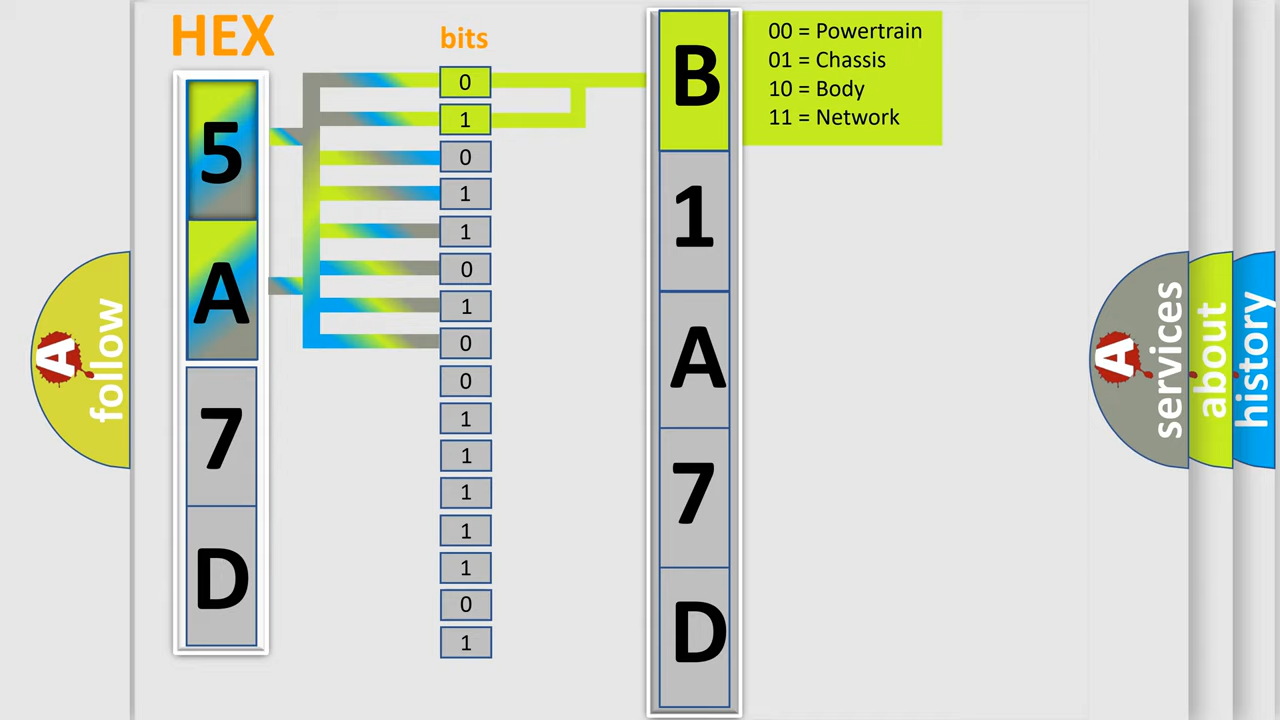 HEX
bits
5
A
7
D
0
1
0
1
1
0
1
0
0
1
1
1
1
1
0
1
B
1
A
7
D
00 = Powertrain
01 = Chassis
10 = Body
11 = Network
A
follow
A
services
about
history